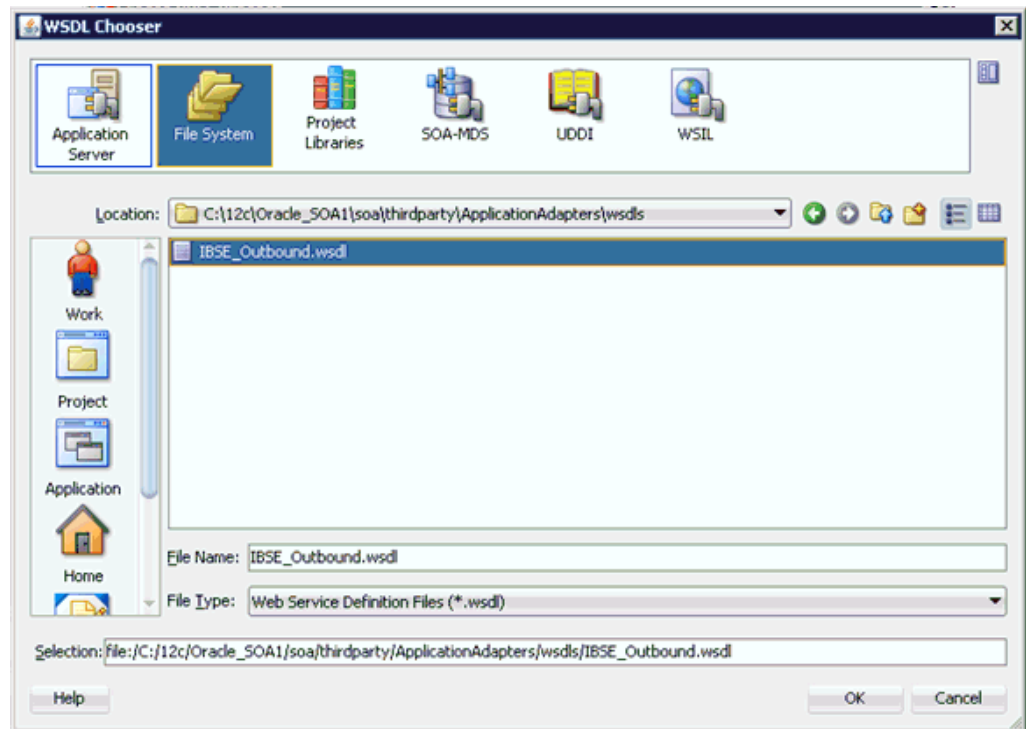 WSDL Chooser
Application
Server
File System
Project
Libraries
SOA-MDS
UDDI
WSIL
Location:
C:\12c\Oracle_SOA1\soa\thirdparty\ApplicationAdapters\wsdls
IBSE_Outbound.wsdl
Work
Project
Application
Home
File Name:
IBSE_Outbound.wsdl
File Type:
Web Service Definition Files (*.wsdl)
Selection:
file:/C:/12c/Oracle_SOA1/soa/thirdparty/ApplicationAdapters/wsdls/IBSE_Outbound.wsdl
Help
OK
Cancel